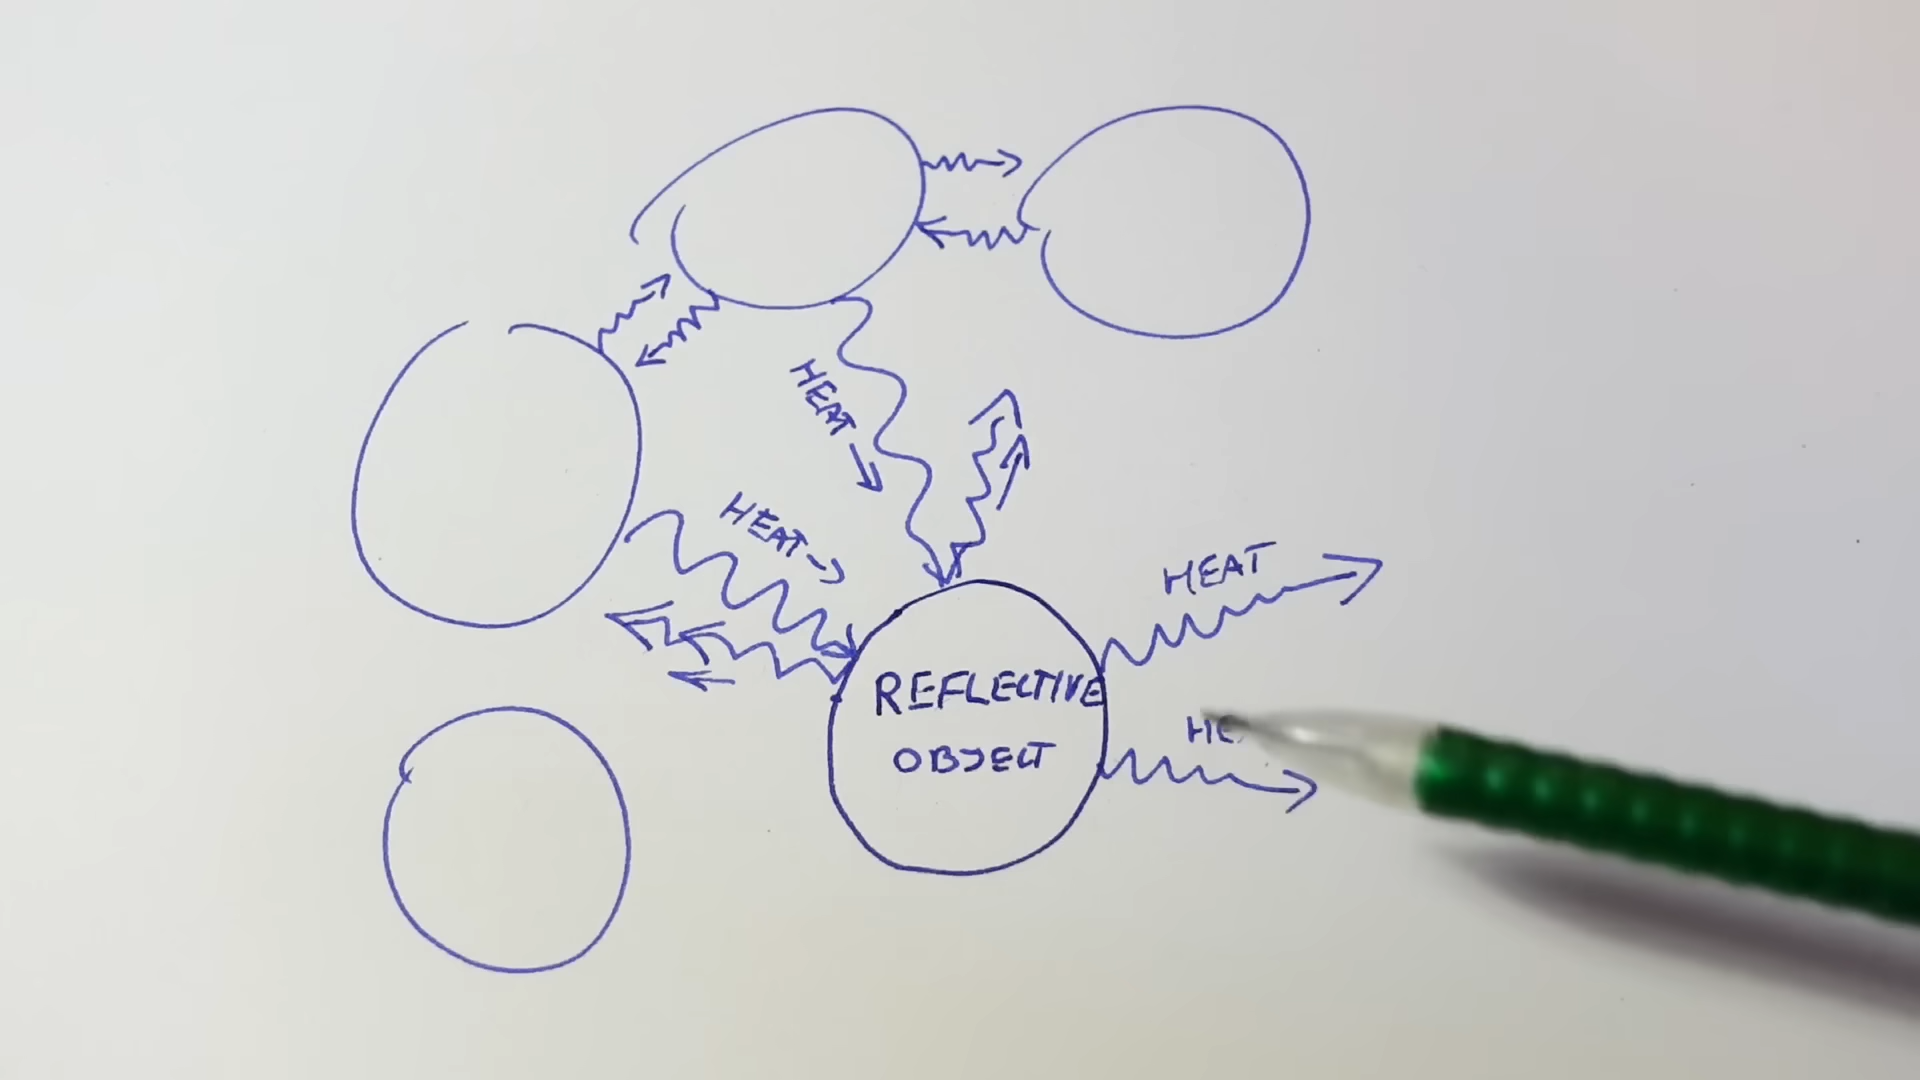 HEAT →
HEAT →
HEAT
REFLECTIVE
OBJECT